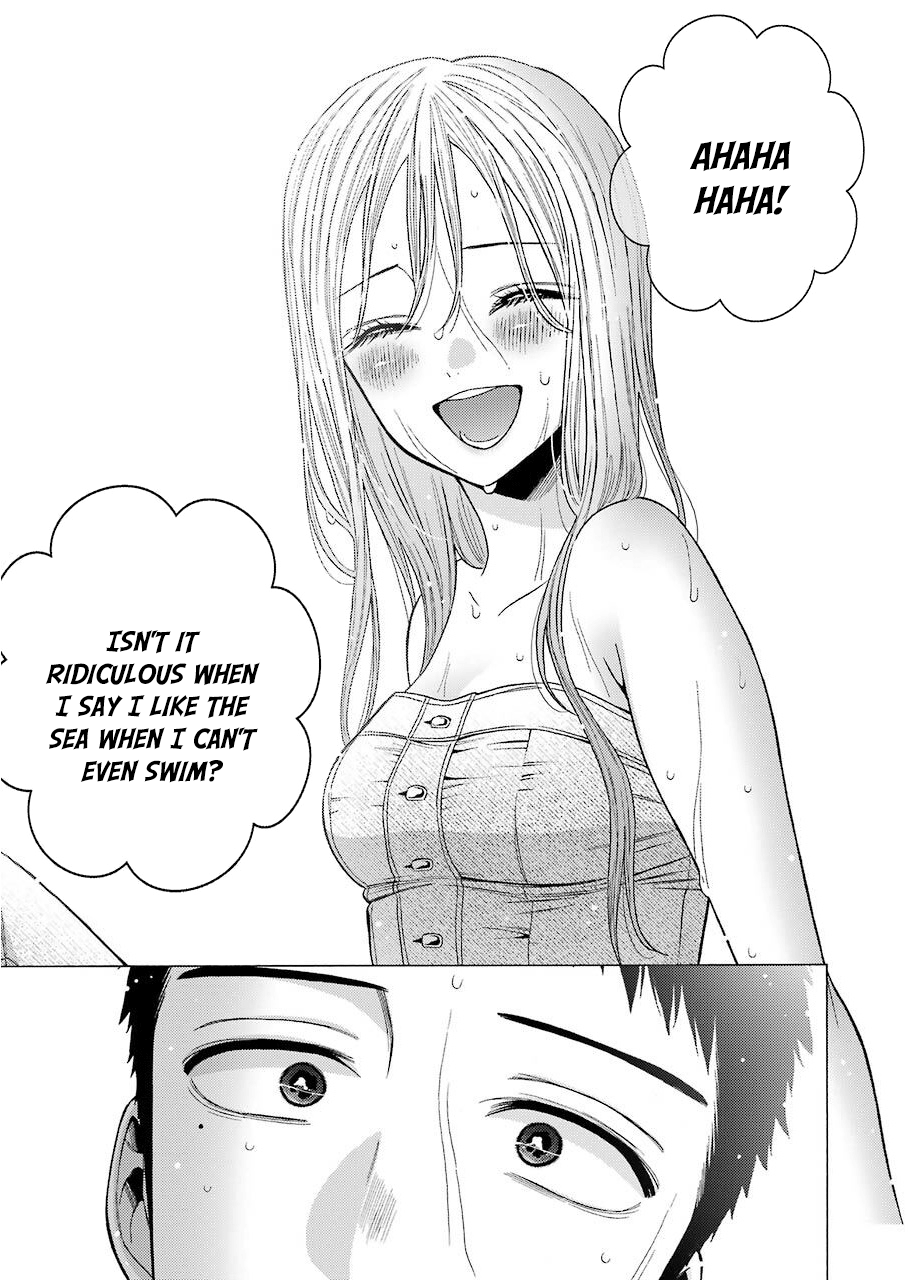 AHAHA
HAHA!
ISN'T IT
RIDICULOUS WHEN
I SAY I LIKE THE
SEA WHEN I CAN'T
EVEN SWIM?